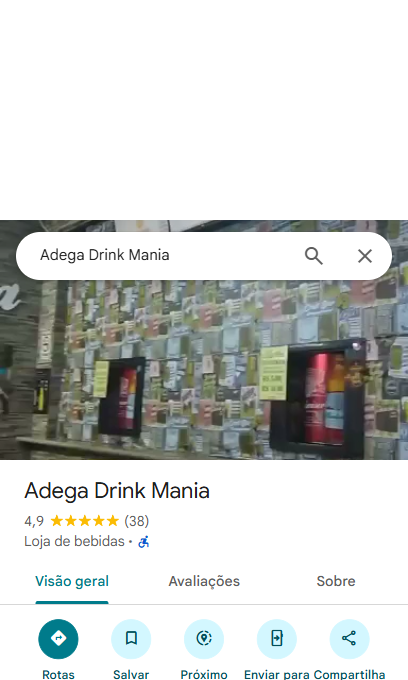 Adega Drink Mania
Adega Drink Mania
4,9 (38)
Loja de bebidas ·
Visão geral Avaliações Sobre
Rotas Salvar Próximo Enviar para Compartilha